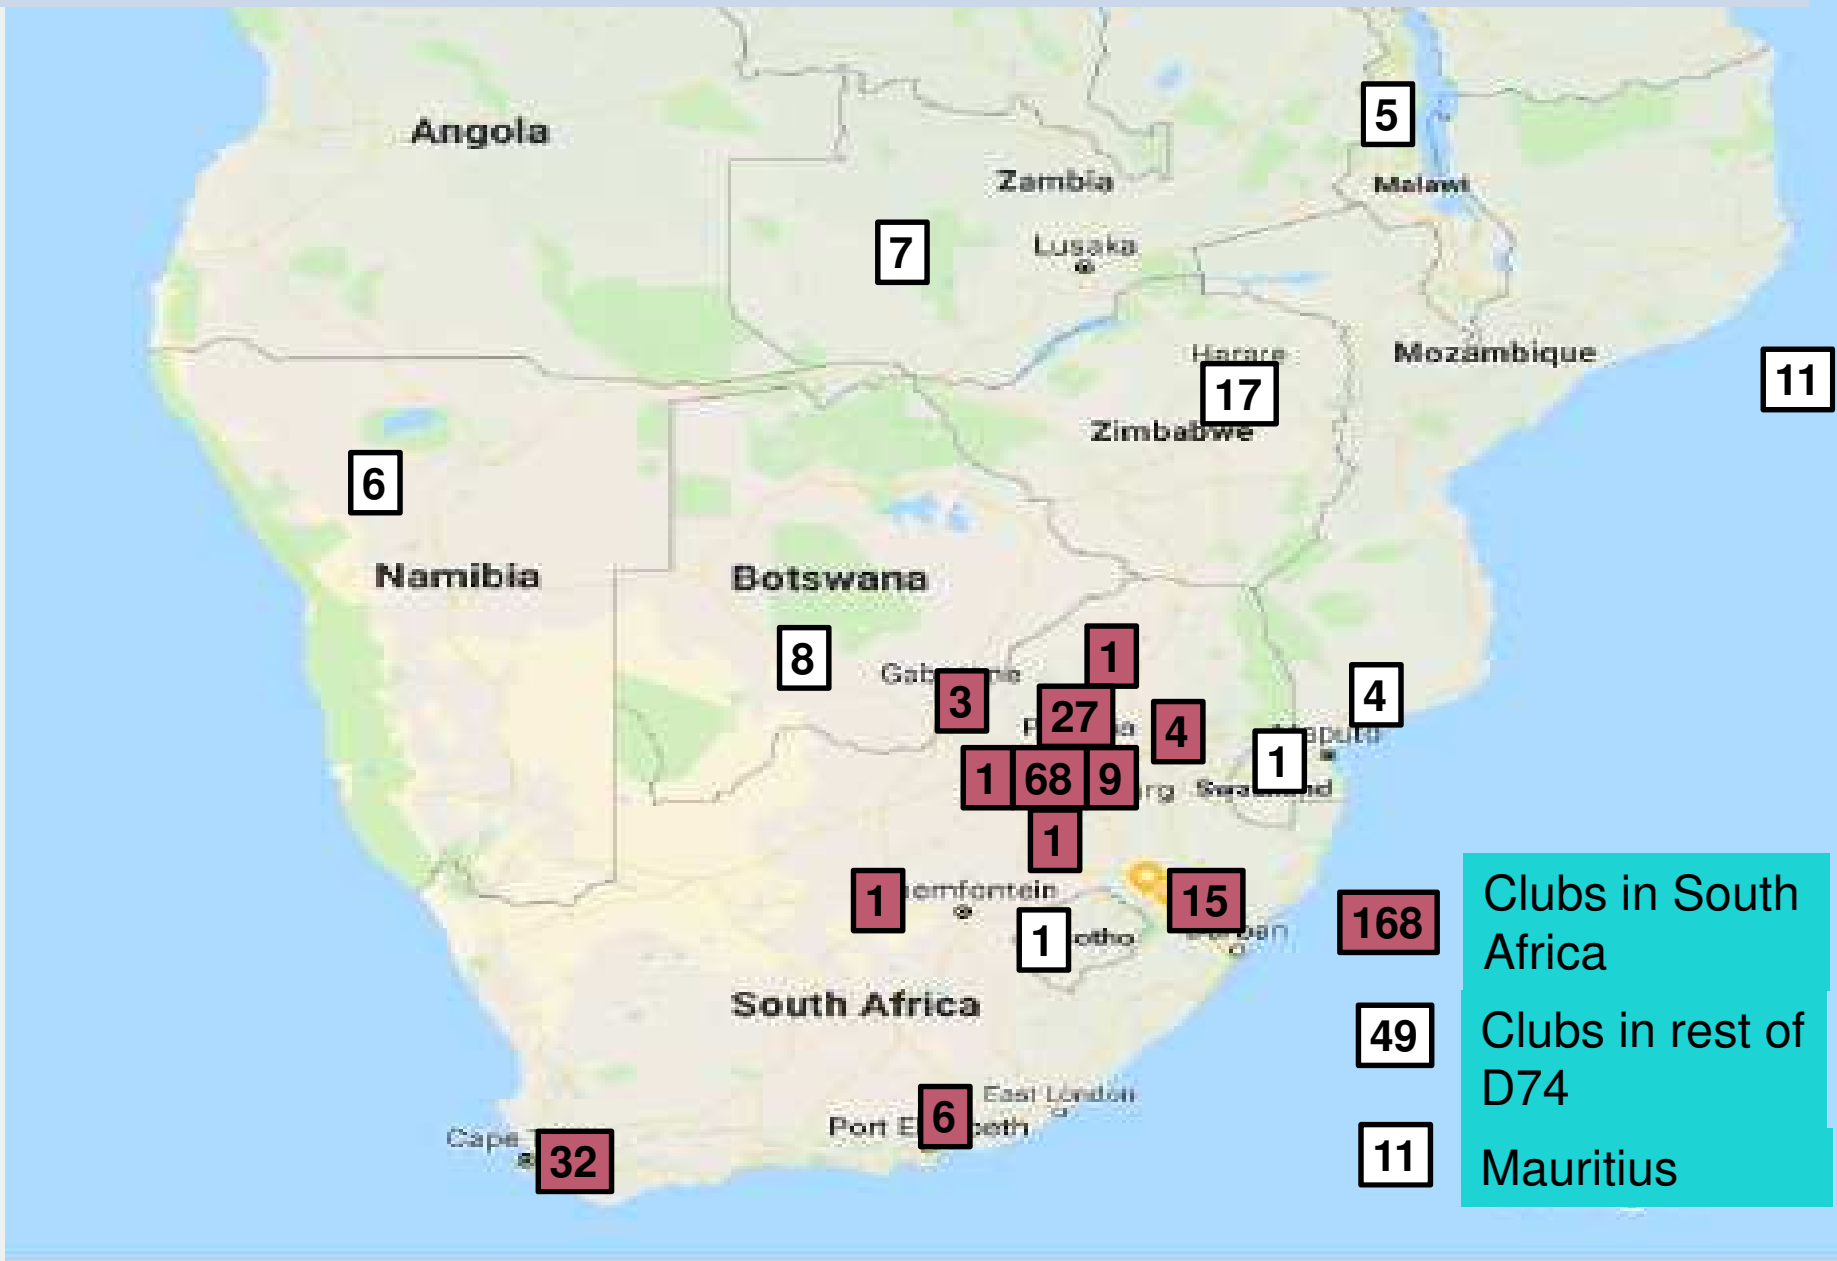 5
Angola
Zambia
Malawi
7
Lusaka
Harare
Mozambique
11
17
Zimbabwe
6
Namibia
Botswana
8
1
3
4
27
4
1
1 68 9
1
Clubs in South
Africa
168
1
15
1
South Africa
49
Clubs in rest of
D74
East London
6
Cape
32
11
Mauritius